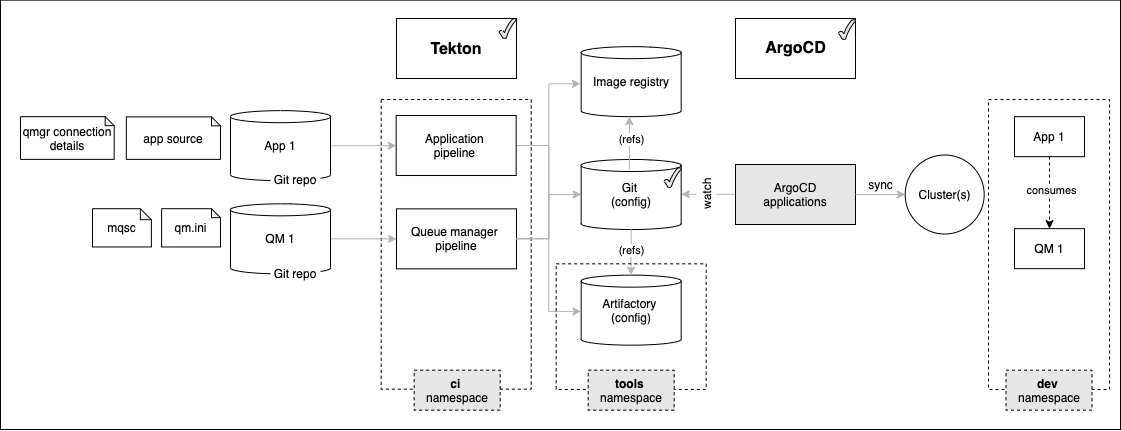 Tekton
ArgoCD
Image registry
qmgr connection
details
app source
App 1
Git repo
Application
pipeline
(refs)
App 1
mqsc
qm.ini
QM 1
Git repo
Queue manager
pipeline
Git
(config)
watch
ArgoCD
applications
sync
Cluster(s)
consumes
QM 1
(refs)
Artifactory
(config)
ci
namespace
tools
namespace
dev
namespace